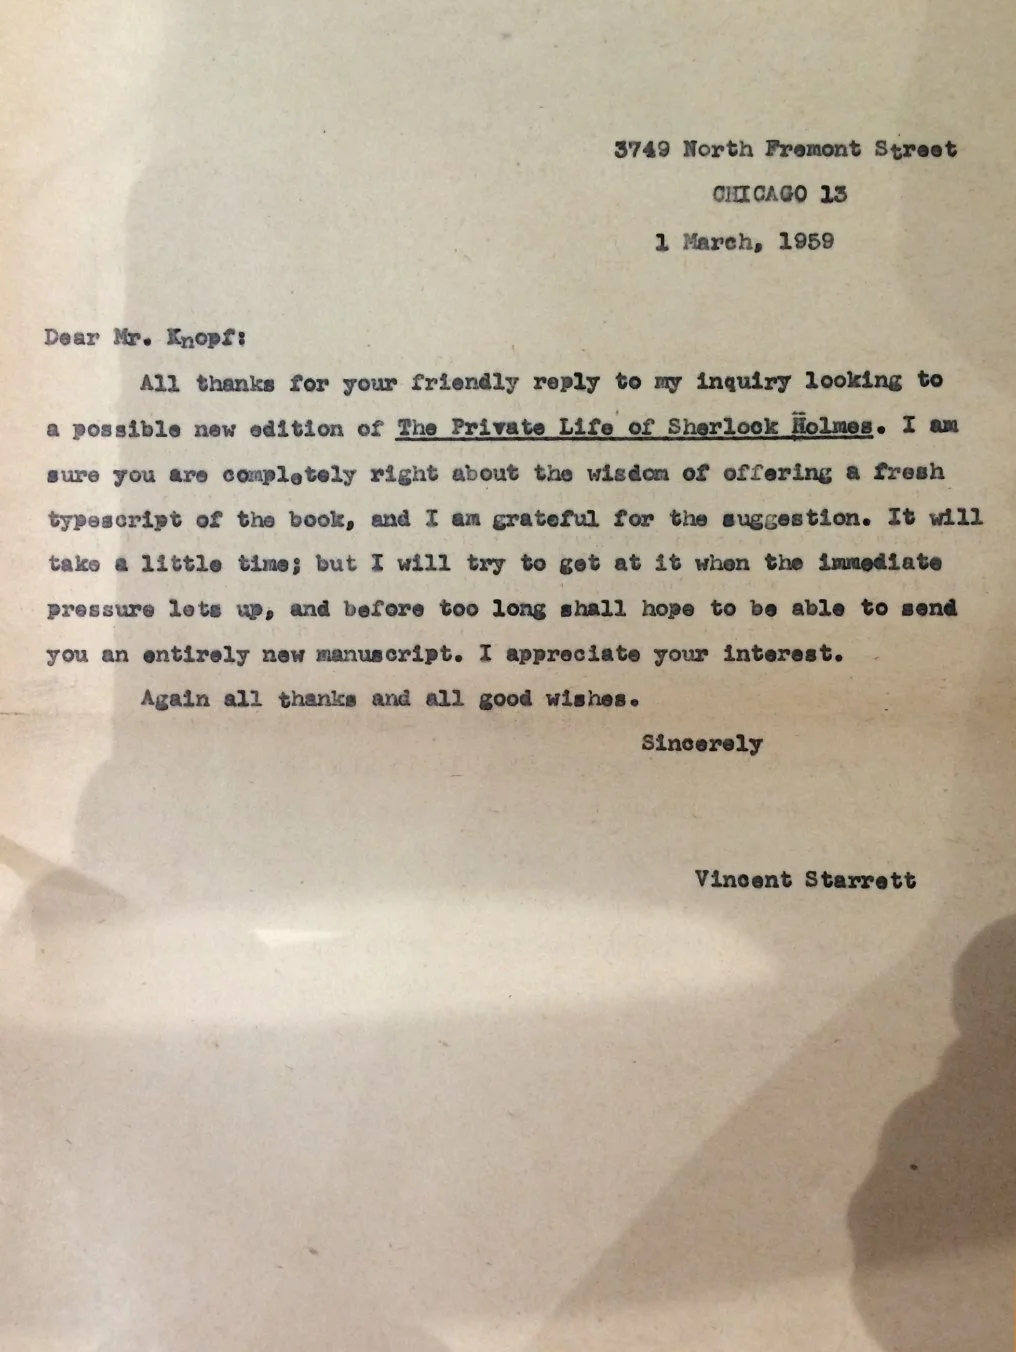 3749 North Fremont Street
CHICAGO 13
1 March, 1959
Dear Mr. Knopf:
All thanks for your friendly reply to my inquiry looking to
a possible new edition of The Private Life of Sherlock Holmes. I am
sure you are completely right about the wisdom of offering a fresh
typescript of the book, and I am grateful for the suggestion. It will
take a little time; but I will try to get at it when the immediate
pressure lets up, and before too long shall hope to be able to send
you an entirely new manuscript. I appreciate your interest.
Again all thanks and all good wishes.
Sincerely
Vincent Starrett